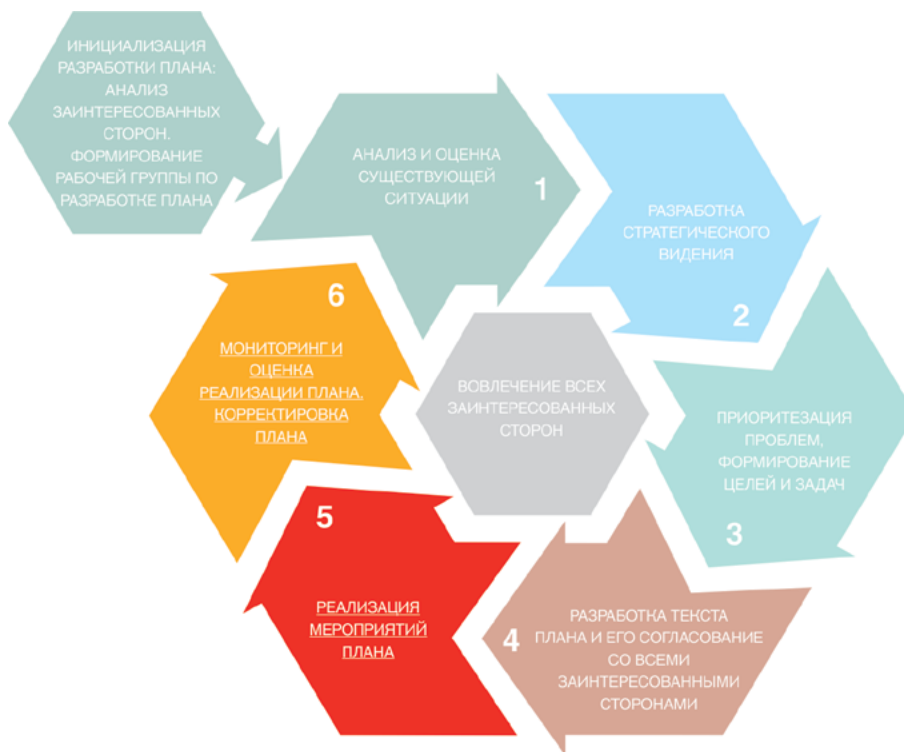 ИНИЦИАЛИЗАЦИЯ
РАЗРАБОТКИ ПЛАНА:
АНАЛИЗ
ЗАИНТЕРЕСОВАННЫХ
СТОРОН.
ФОРМИРОВАНИЕ
РАБОЧЕЙ ГРУППЫ ПО
РАЗРАБОТКЕ ПЛАНА
АНАЛИЗ И ОЦЕНКА
СУЩЕСТВУЮЩЕЙ
СИТУАЦИИ
1
РАЗРАБОТКА
СТРАТЕГИЧЕСКОГО
ВИДЕНИЯ
2
ПРИОРИТЕЗАЦИЯ
ПРОБЛЕМ,
ФОРМИРОВАНИЕ
ЦЕЛЕЙ И ЗАДАЧ
3
4
РАЗРАБОТКА ТЕКСТА
ПЛАНА И ЕГО СОГЛАСОВАНИЕ
СО ВСЕМИ
ЗАИНТЕРЕСОВАННЫМИ
СТОРОНАМИ
5
РЕАЛИЗАЦИЯ
МЕРОПРИЯТИЙ
ПЛАНА
6
МОНИТОРИНГ И
ОЦЕНКА
РЕАЛИЗАЦИИ ПЛАНА.
КОРРЕКТИРОВКА
ПЛАНА
ВОВЛЕЧЕНИЕ ВСЕХ
ЗАИНТЕРЕСОВАННЫХ
СТОРОН